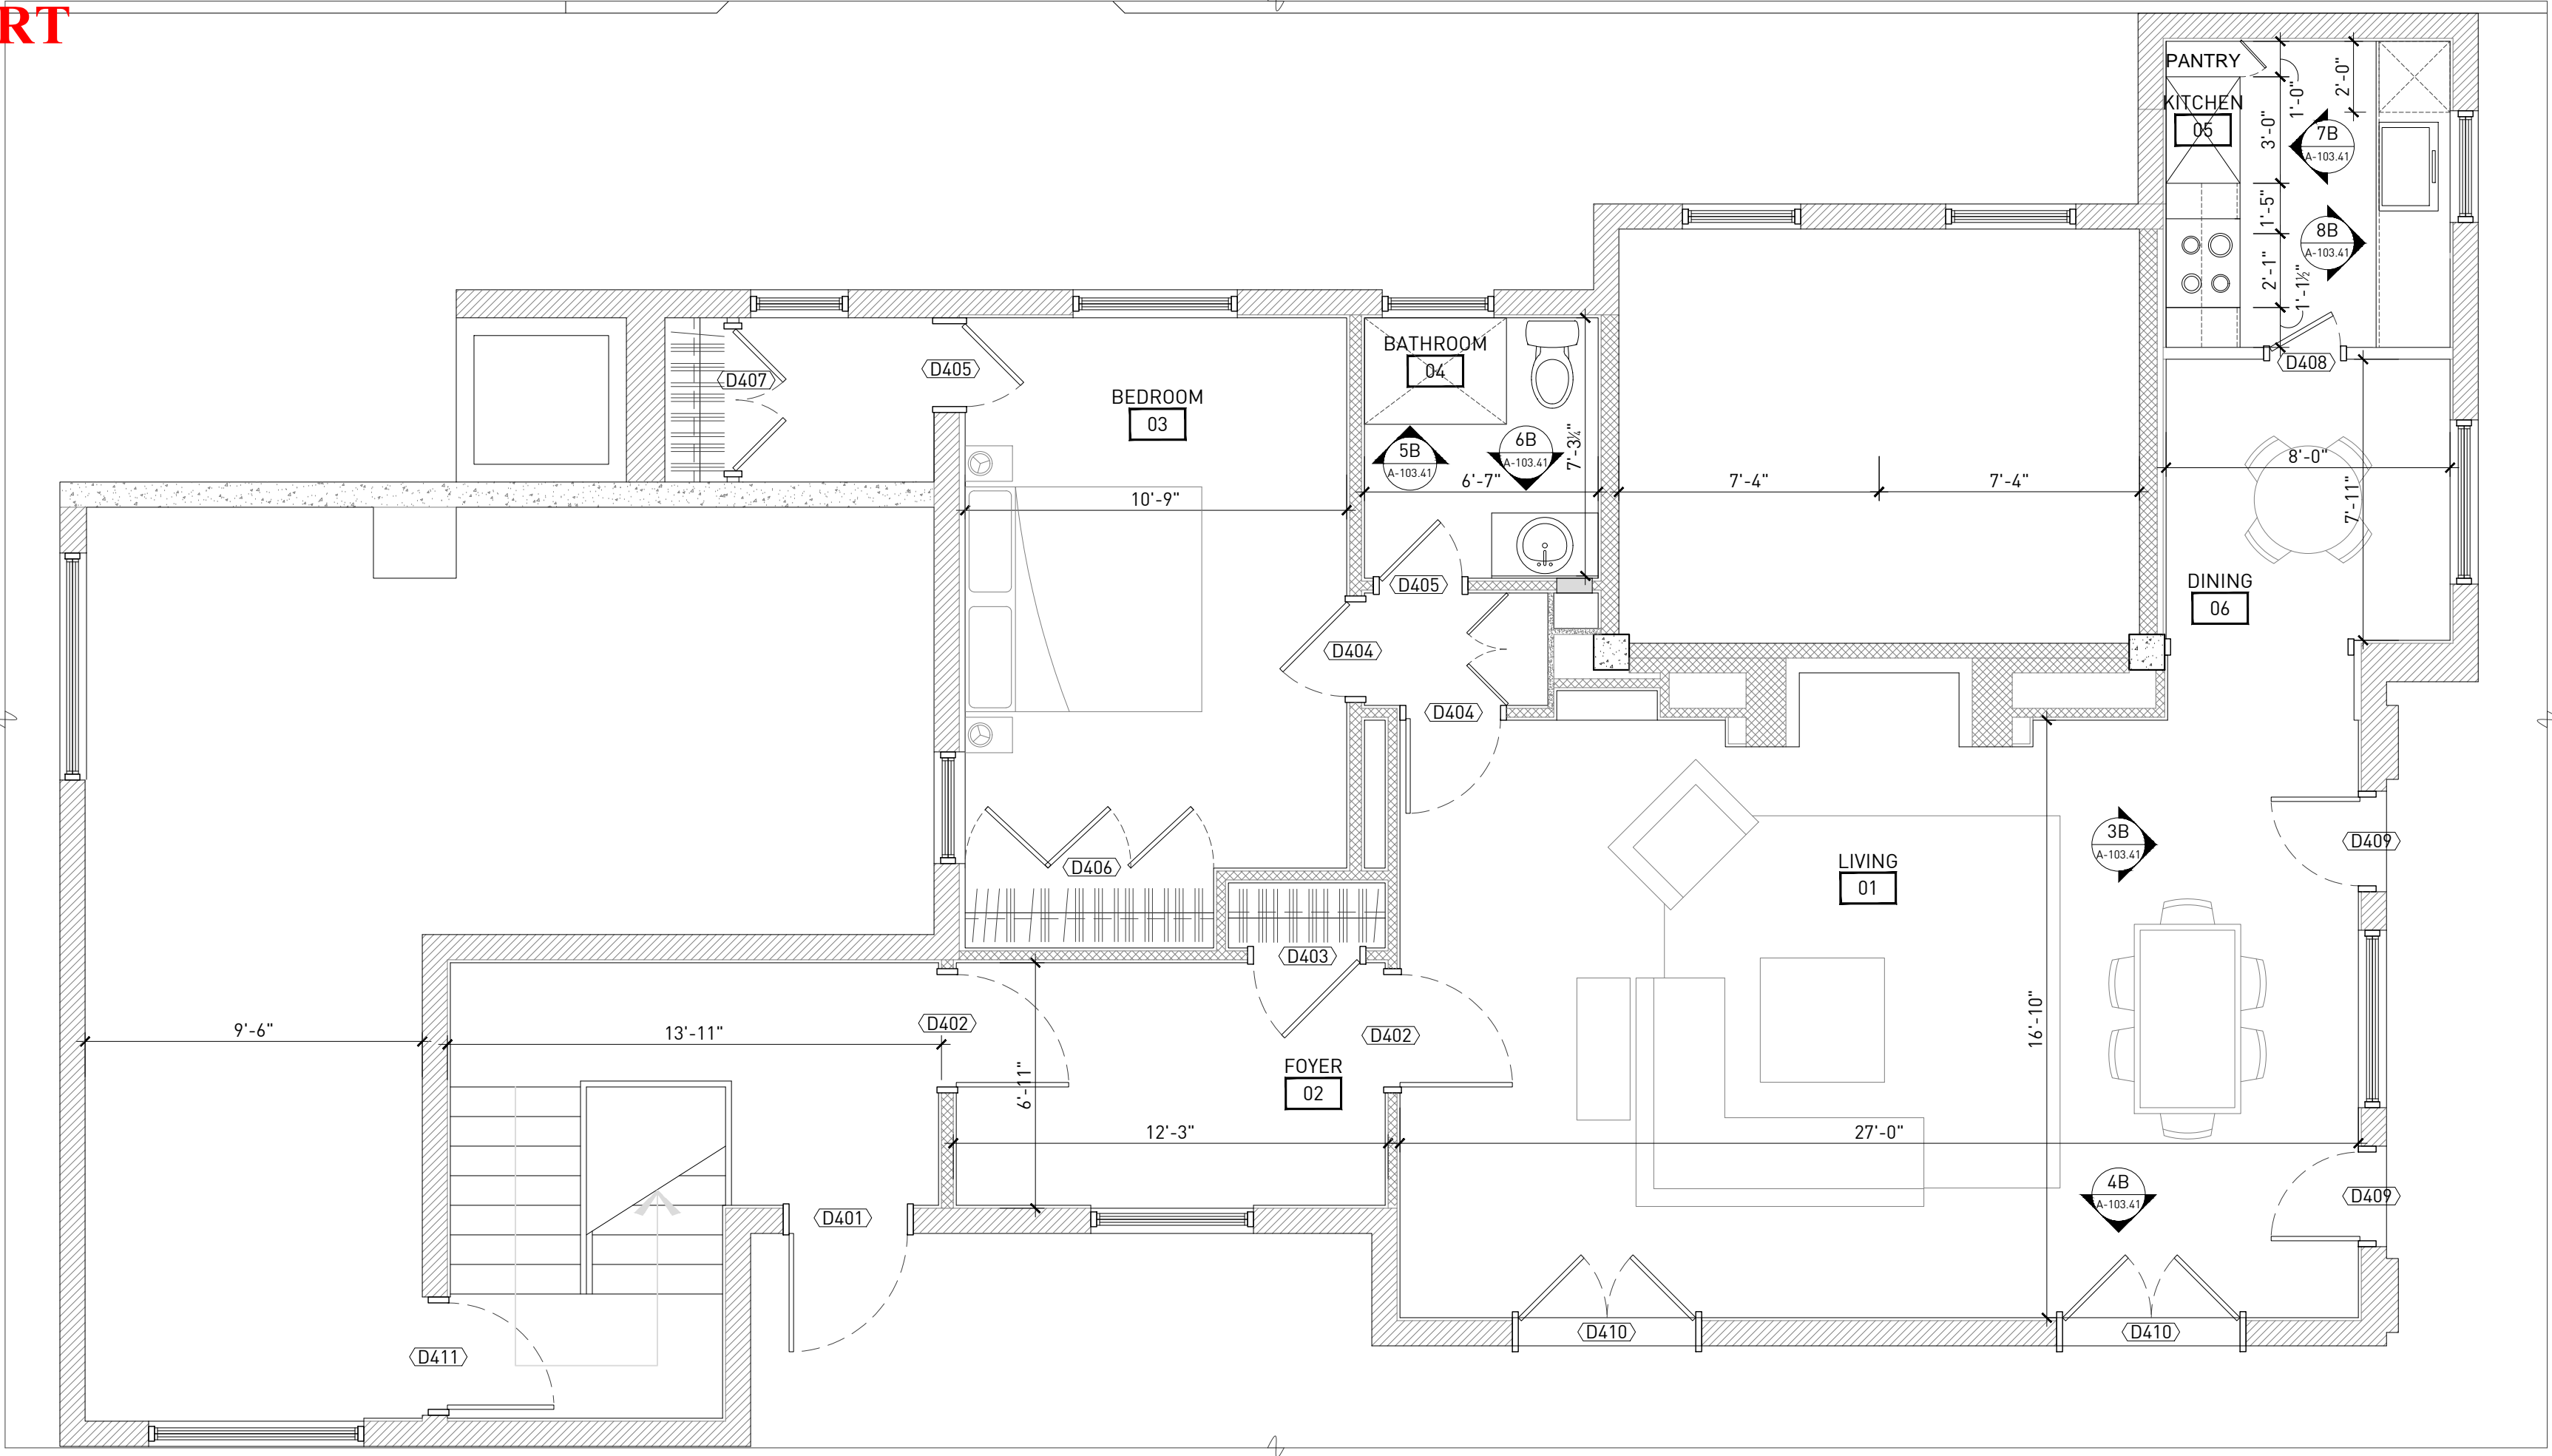 RT
PANTRY
KITCHEN
05
1'-0"
2'-0"
3'-0"
7B
A-103.41
1'-5"
8B
A-103.41
2'-1"
1'-1½"
D408
D407
D405
BEDROOM
03
BATHROOM
04
5B
A-103.41
6B
A-103.41
7'-3¼"
6'-7"
7'-4"
7'-4"
8'-0"
7'-11"
10'-9"
D405
DINING
06
D404
D404
D406
LIVING
01
3B
A-103.41
D409
D403
9'-6"
13'-11"
D402
6'-11"
D402
16'-10"
FOYER
02
12'-3"
27'-0"
4B
A-103.41
D409
D401
D410
D410
D411